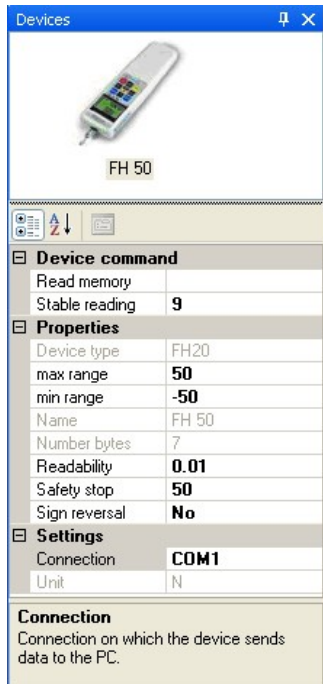 Devices
FH 50
Device command
Read memory
Stable reading 9
Properties
Device type FH20
max range 50
min range -50
Name FH 50
Number bytes 7
Readability 0.01
Safety stop 50
Sign reversal No
Settings
Connection COM1
Unit N
Connection
Connection on which the device sends
data to the PC.